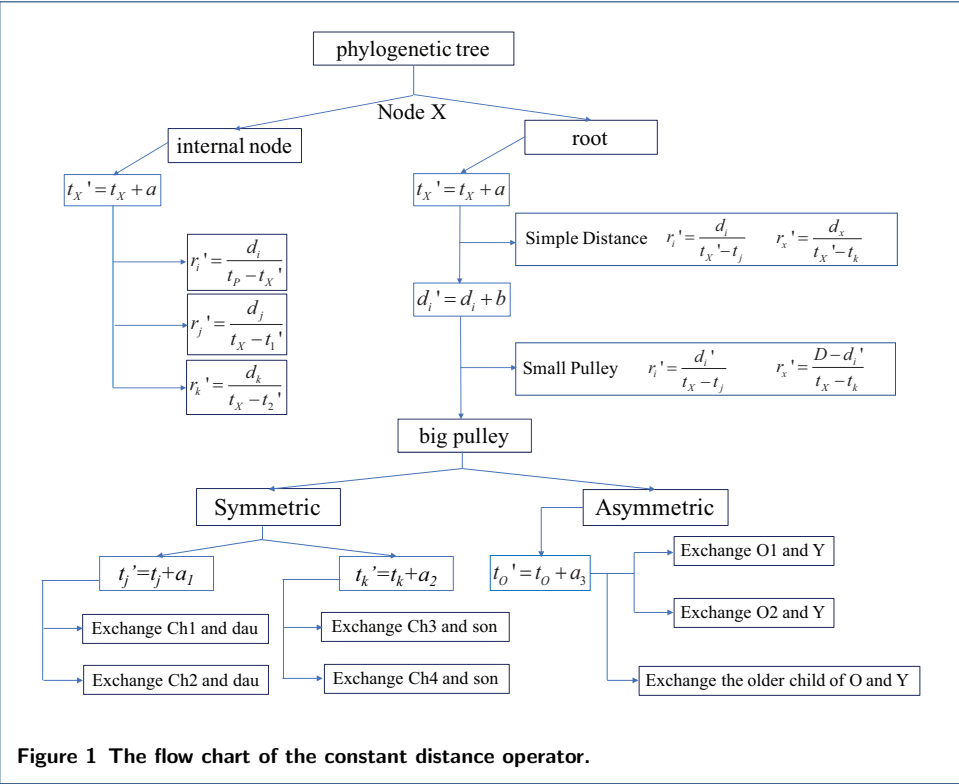 phylogenetic tree
Node X
internal node
root
t_X' = t_X + a
t_X' = t_X + a
Simple Distance r_i' = d_i / (t_X' - t_j) r_x' = d_x / (t_X' - t_k)
r_i' = d_i / (t_P - t_X')
d_i' = d_i + b
r_j' = d_j / (t_X - t_1')
Small Pulley r_i' = d_i' / (t_X - t_j) r_x' = (D - d_i') / (t_X - t_k)
r_k' = d_k / (t_X - t_2')
big pulley
Symmetric
Asymmetric
t_j' = t_j + a_1
t_k' = t_k + a_2
t_O' = t_O + a_3
Exchange O1 and Y
Exchange O2 and Y
Exchange Ch1 and dau
Exchange Ch3 and son
Exchange Ch2 and dau
Exchange Ch4 and son
Exchange the older child of O and Y
Figure 1 The flow chart of the constant distance operator.